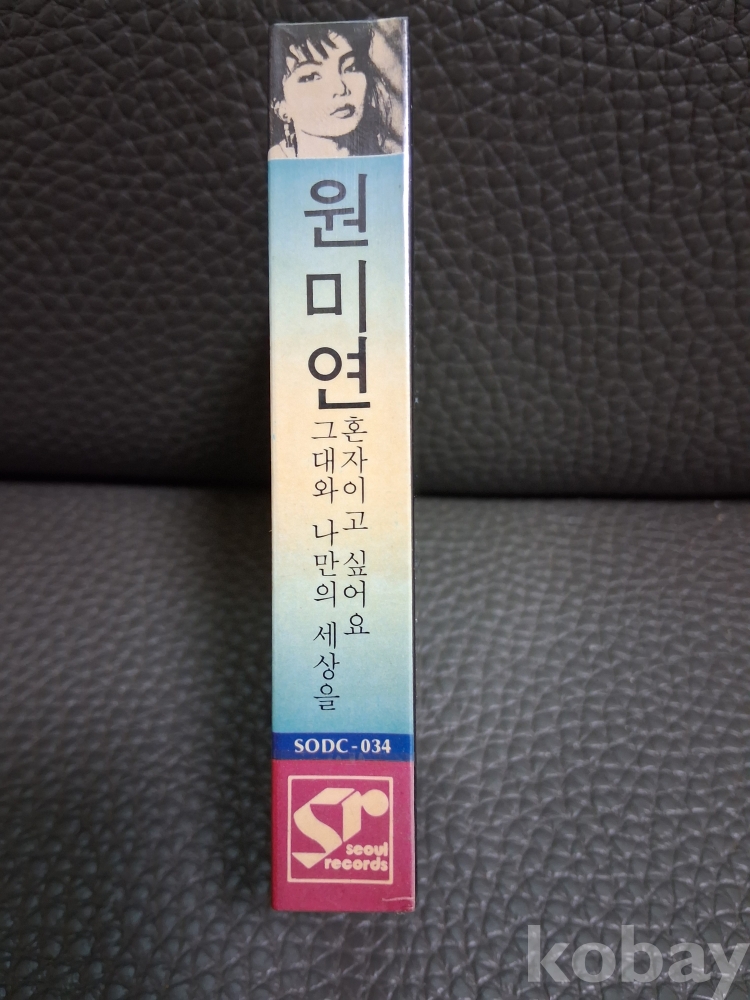 원미연
혼자이고 싶어요
그대와 나만의 세상을
SODC-034
sr
seoul
records
kobay